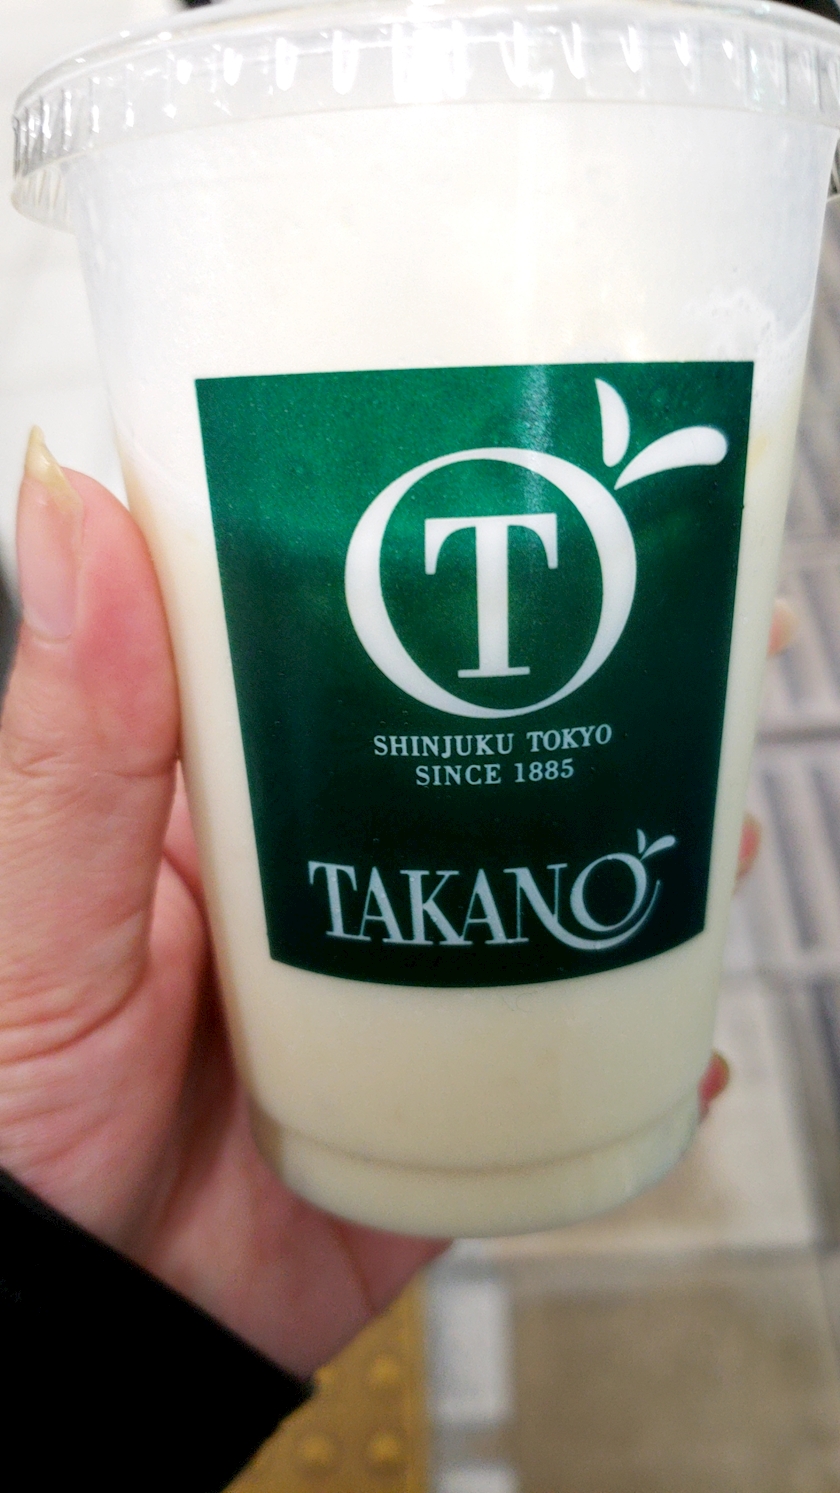 T
SHINJUKU TOKYO
SINCE 1885
TAKANO